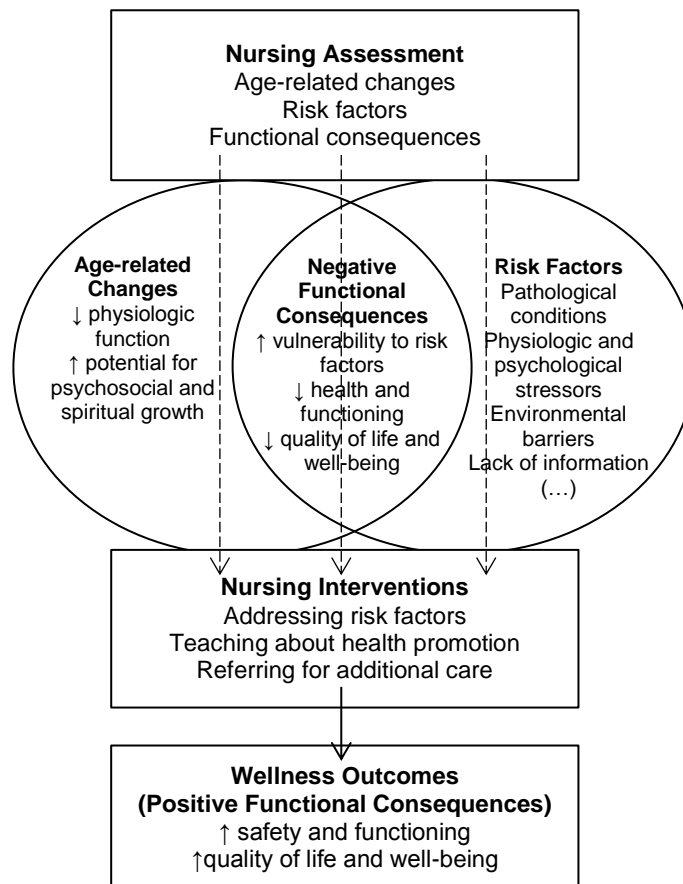 Nursing Assessment
Age-related changes
Risk factors
Functional consequences
Age-related
Changes
↓ physiologic
function
↑ potential for
psychosocial and
spiritual growth
Negative
Functional
Consequences
↑ vulnerability to risk
factors
↓ health and
functioning
↓ quality of life and
well-being
Risk Factors
Pathological
conditions
Physiologic and
psychological
stressors
Environmental
barriers
Lack of information
(…)
Nursing Interventions
Addressing risk factors
Teaching about health promotion
Referring for additional care
Wellness Outcomes
(Positive Functional Consequences)
↑ safety and functioning
↑quality of life and well-being